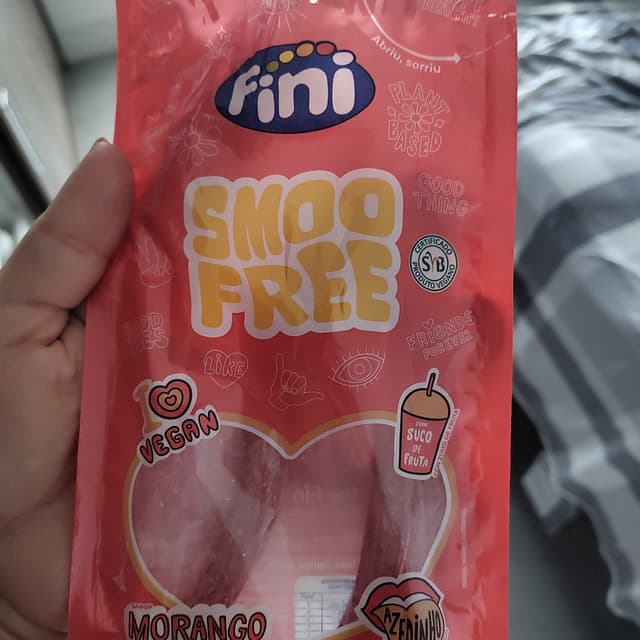 Abriu, sorriu
fini
PLANT
BASED
SMOO
FREE
GOOD
THING
CERTIFICADO
SVB
PRODUTO VEGANO
FRIENDS
FOREVER
LIKE
I
VEGAN
COM
SUCO
DE
FRUTA
SABOR
MORANGO
AZEDINHO